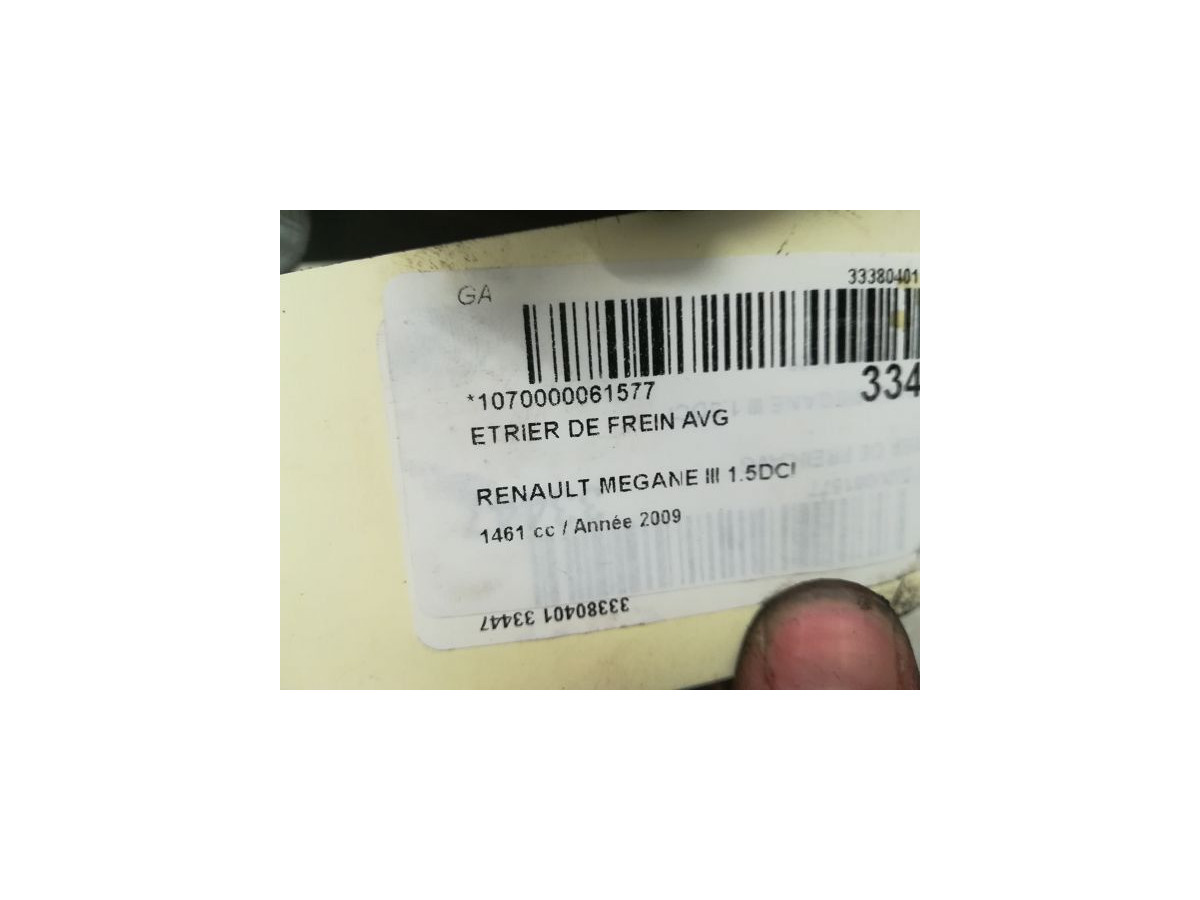 GA
33380401
*1070000061577
334
ETRIER DE FREIN AVG
RENAULT MEGANE III 1.5DCI
1461 cc / Année 2009
33380401 33447